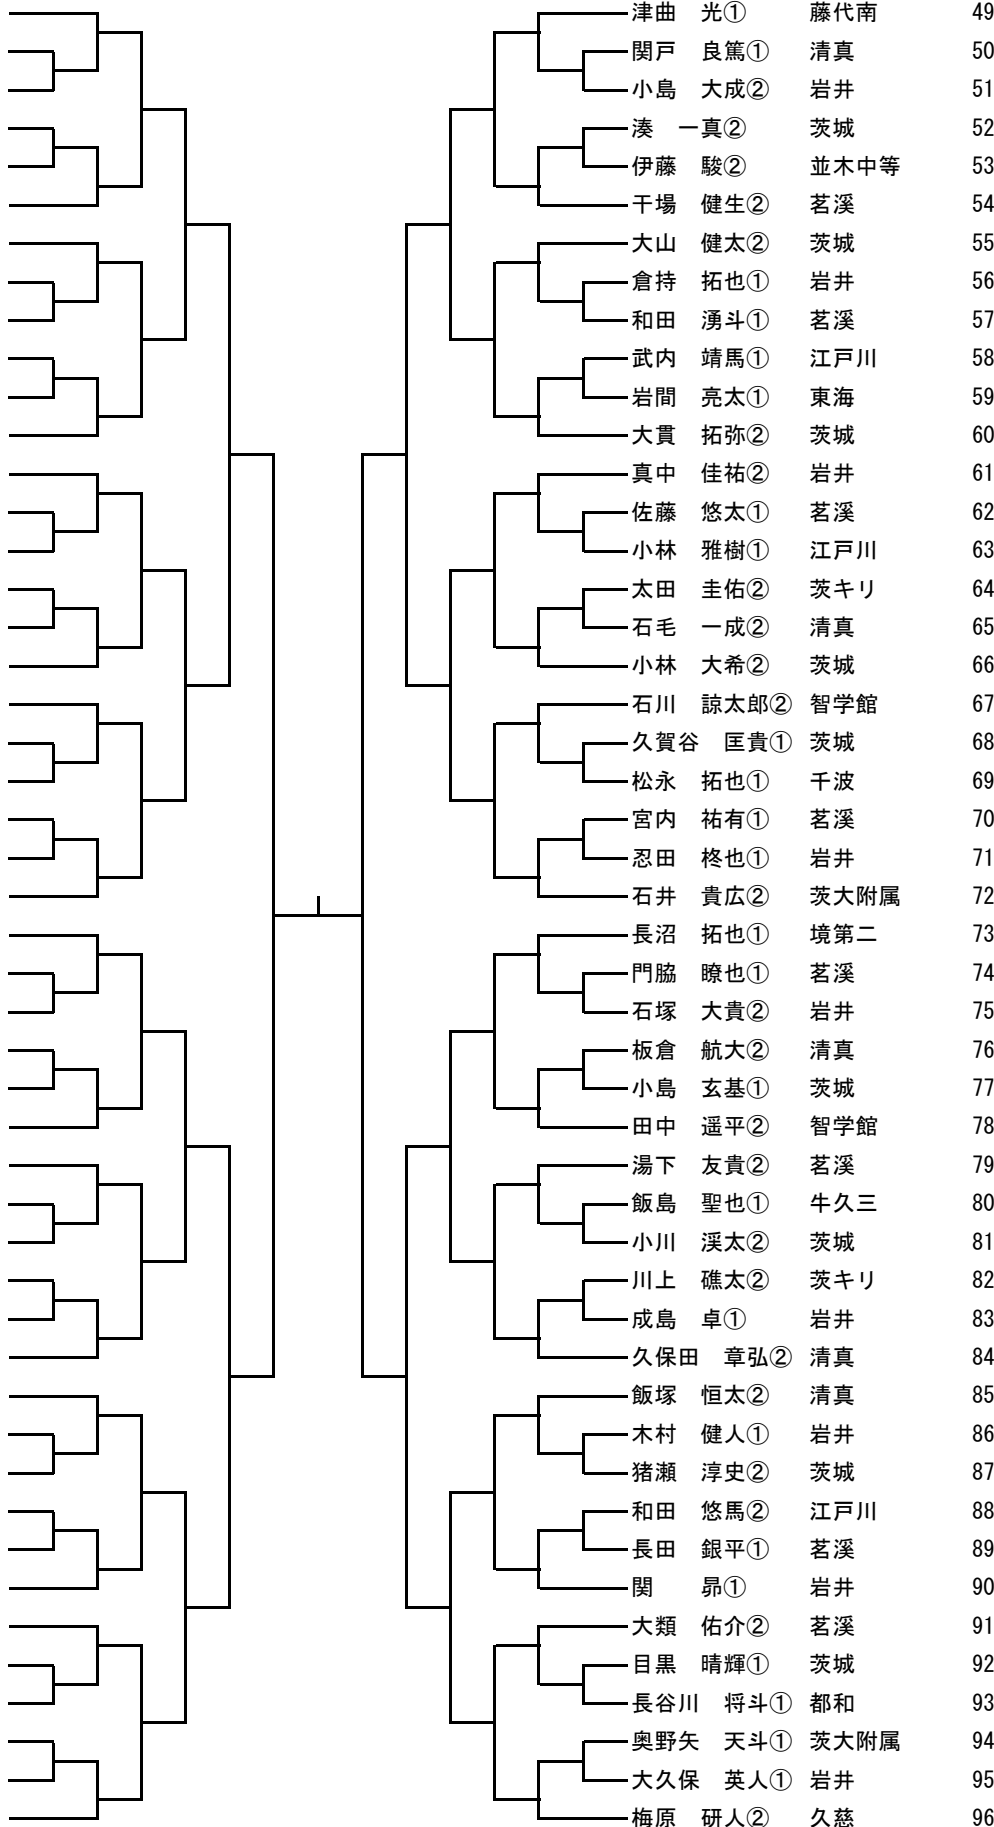 津曲　光①　藤代南　49
関戸　良篤①　清真　50
小島　大成②　岩井　51
湊　一真②　茨城　52
伊藤　駿②　並木中等　53
干場　健生②　茗溪　54
大山　健太②　茨城　55
倉持　拓也①　岩井　56
和田　湧斗①　茗溪　57
武内　靖馬①　江戸川　58
岩間　亮太①　東海　59
大貫　拓弥②　茨城　60
真中　佳祐②　岩井　61
佐藤　悠太①　茗溪　62
小林　雅樹①　江戸川　63
太田　圭佑②　茨キリ　64
石毛　一成②　清真　65
小林　大希②　茨城　66
石川　諒太郎②　智学館　67
久賀谷　匡貴①　茨城　68
松永　拓也①　千波　69
宮内　祐有①　茗溪　70
忍田　柊也①　岩井　71
石井　貴広②　茨大附属　72
長沼　拓也①　境第二　73
門脇　瞭也①　茗溪　74
石塚　大貴②　岩井　75
板倉　航大②　清真　76
小島　玄基①　茨城　77
田中　遥平②　智学館　78
湯下　友貴②　茗溪　79
飯島　聖也①　牛久三　80
小川　渓太②　茨城　81
川上　礁太②　茨キリ　82
成島　卓①　岩井　83
久保田　章弘②　清真　84
飯塚　恒太②　清真　85
木村　健人①　岩井　86
猪瀬　淳史②　茨城　87
和田　悠馬②　江戸川　88
長田　銀平①　茗溪　89
関　　昴①　岩井　90
大類　佑介②　茗溪　91
目黒　晴輝①　茨城　92
長谷川　将斗①　都和　93
奥野矢　天斗①　茨大附属　94
大久保　英人①　岩井　95
梅原　研人②　久慈　96